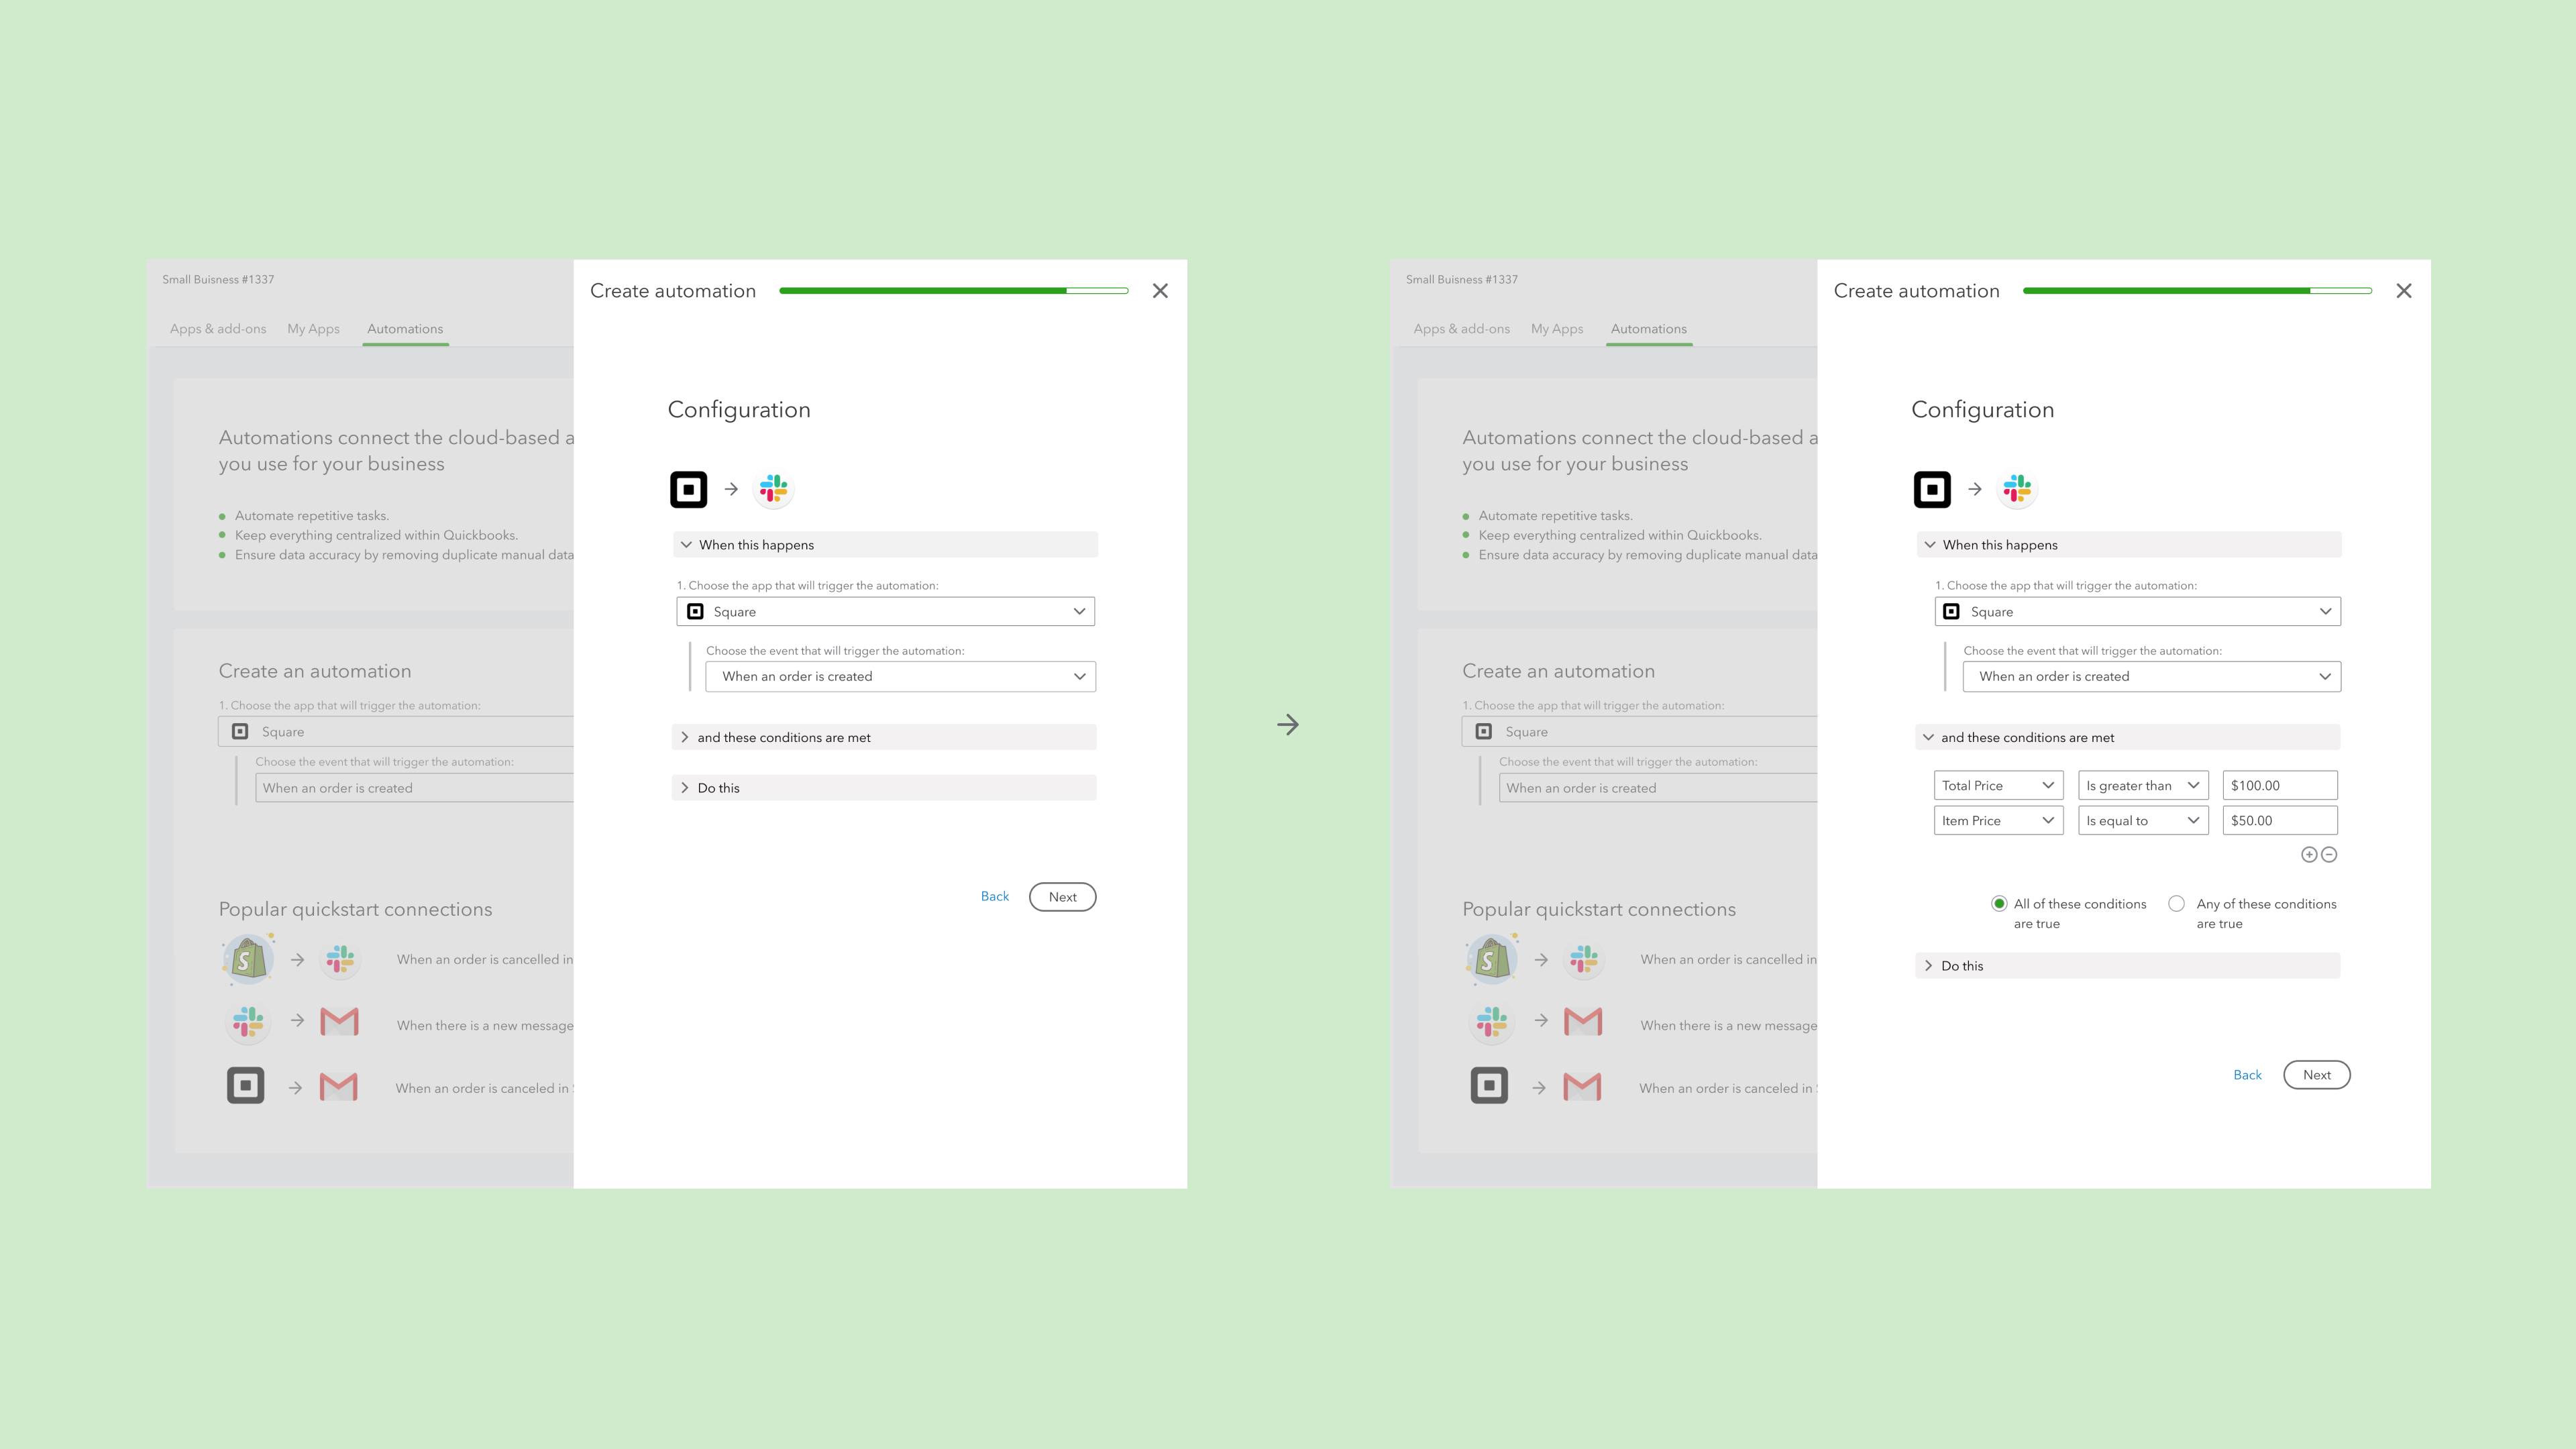 Small Buisness #1337
Apps & add-ons My Apps Automations
Automations connect the cloud-based a
you use for your business
Automate repetitive tasks.
Keep everything centralized within Quickbooks.
Ensure data accuracy by removing duplicate manual data
Create an automation
1. Choose the app that will trigger the automation:
Square
Choose the event that will trigger the automation:
When an order is created
Popular quickstart connections
When an order is cancelled in
When there is a new message
When an order is canceled in
Create automation
Configuration
When this happens
1. Choose the app that will trigger the automation:
Square
Choose the event that will trigger the automation:
When an order is created
and these conditions are met
Do this
Back Next
Small Buisness #1337
Apps & add-ons My Apps Automations
Automations connect the cloud-based a
you use for your business
Automate repetitive tasks.
Keep everything centralized within Quickbooks.
Ensure data accuracy by removing duplicate manual data
Create an automation
1. Choose the app that will trigger the automation:
Square
Choose the event that will trigger the automation:
When an order is created
Popular quickstart connections
When an order is cancelled in
When there is a new message
When an order is canceled in
Create automation
Configuration
When this happens
1. Choose the app that will trigger the automation:
Square
Choose the event that will trigger the automation:
When an order is created
and these conditions are met
Total Price Is greater than $100.00
Item Price Is equal to $50.00
All of these conditions Any of these conditions
are true are true
Do this
Back Next